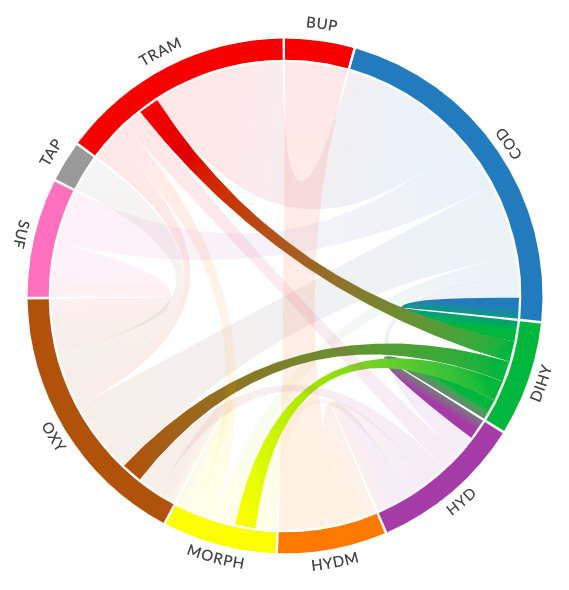 BUP
TRAM
COD
TAP
SUF
DIHY
OXY
HYD
MORPH
HYDM